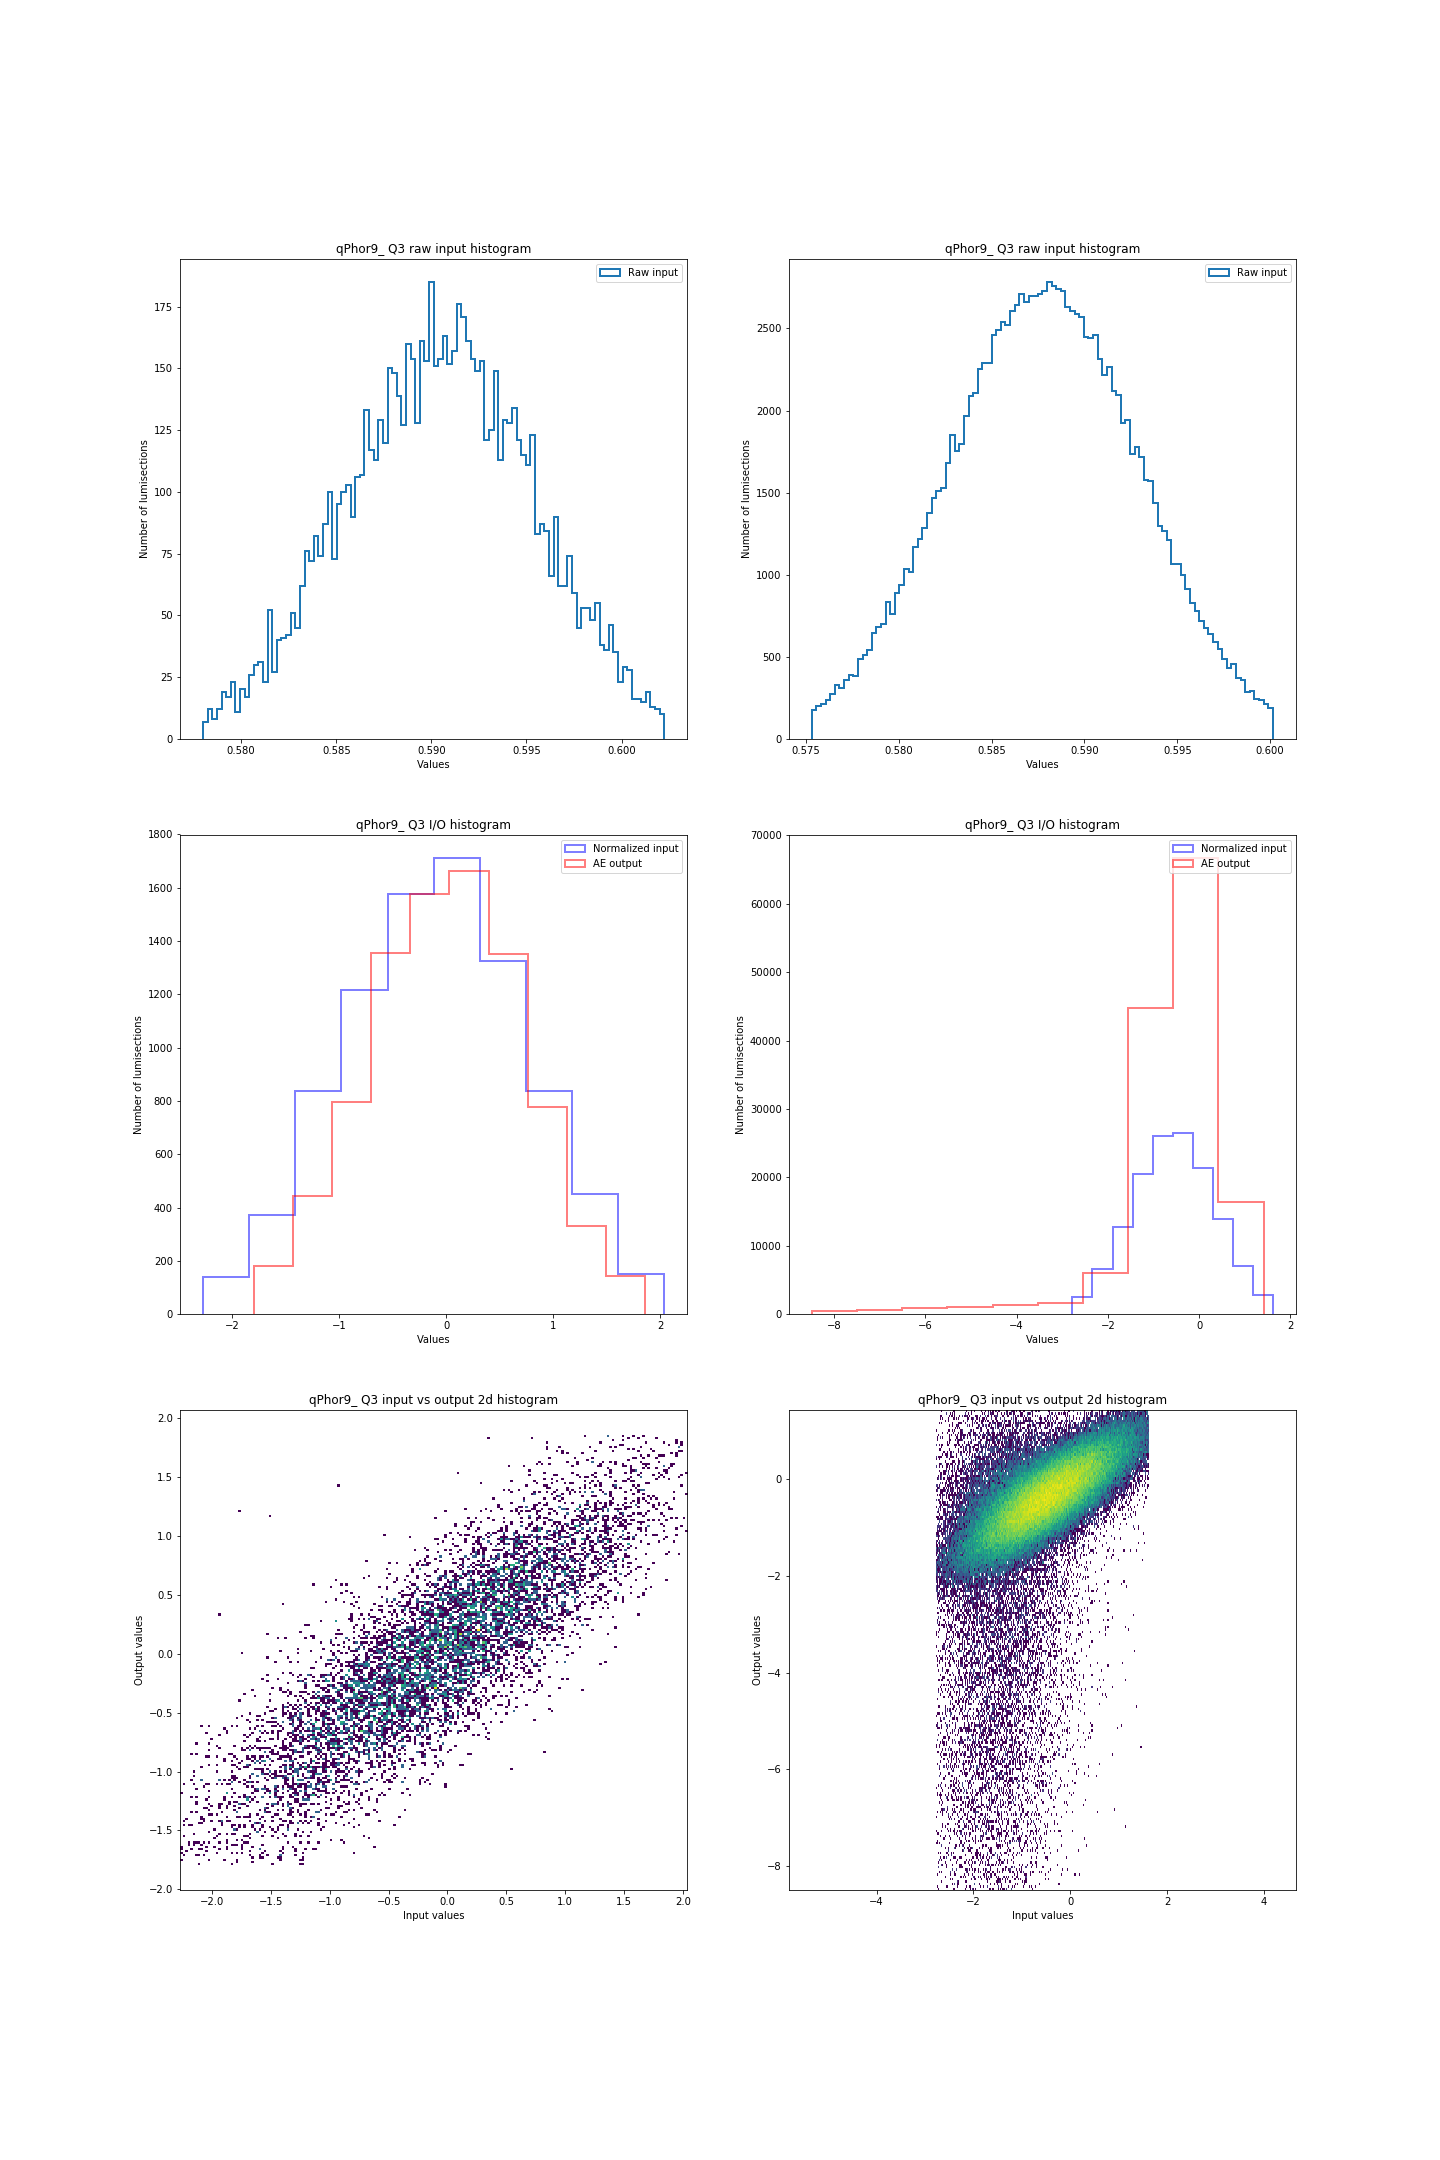 qPhor9_ Q3 raw input histogram
Raw input
Number of lumisections
175
150
125
100
75
50
25
0
0.580 0.585 0.590 0.595 0.600
Values
qPhor9_ Q3 raw input histogram
Raw input
Number of lumisections
2500
2000
1500
1000
500
0
0.575 0.580 0.585 0.590 0.595 0.600
Values
qPhor9_ Q3 I/O histogram
Normalized input
AE output
Number of lumisections
1800
1600
1400
1200
1000
800
600
400
200
0
−2 −1 0 1 2
Values
qPhor9_ Q3 I/O histogram
Normalized input
AE output
Number of lumisections
70000
60000
50000
40000
30000
20000
10000
0
−8 −6 −4 −2 0 2
Values
qPhor9_ Q3 input vs output 2d histogram
Output values
2.0
1.5
1.0
0.5
0.0
−0.5
−1.0
−1.5
−2.0
−2.0 −1.5 −1.0 −0.5 0.0 0.5 1.0 1.5 2.0
Input values
qPhor9_ Q3 input vs output 2d histogram
Output values
0
−2
−4
−6
−8
−4 −2 0 2 4
Input values